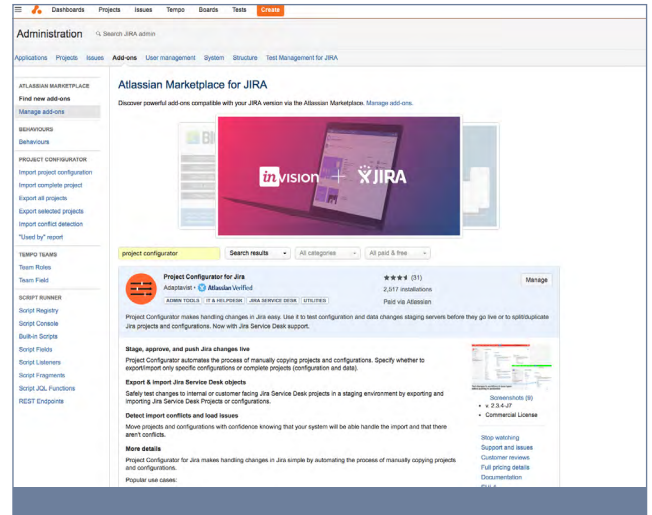 Dashboards Projects Issues Tempo Boards Tests Create
Administration Search JIRA admin
Applications Projects Issues Add-ons User management System Structure Test Management for JIRA
ATLASSIAN MARKETPLACE
Find new add-ons
Manage add-ons
BEHAVIOURS
Behaviours
PROJECT CONFIGURATOR
Import project configuration
Import complete project
Export all projects
Export selected projects
Import conflict detection
"Used by" report
TEMPO TEAMS
Team Roles
Team Field
SCRIPT RUNNER
Script Registry
Script Console
Built-in Scripts
Script Fields
Script Listeners
Script Fragments
Script JQL Functions
REST Endpoints
Atlassian Marketplace for JIRA
Discover powerful add-ons compatible with your JIRA version via the Atlassian Marketplace. Manage add-ons.
BI
invision + JIRA
project configurator Search results All categories All paid & free
Project Configurator for Jira
Adaptavist • Atlassian Verified
ADMIN TOOLS IT & HELPDESK JIRA SERVICE DESK UTILITIES
(31)
2,517 installations
Paid via Atlassian
Manage
Project Configurator makes handling changes in Jira easy. Use it to test configuration and data changes staging servers before they go live or to split/duplicate
Jira projects and configurations. Now with Jira Service Desk support.
Stage, approve, and push Jira changes live
Project Configurator automates the process of manually copying projects and configurations. Specify whether to
export/import only specific configurations or complete projects (configuration and data).
Export & Import Jira Service Desk objects
Safely test changes to internal or customer facing Jira Service Desk projects in a staging environment by exporting and
importing Jira Service Desk Projects or configurations.
Detect import conflicts and load issues
Move projects and configurations with confidence knowing that your system will be able handle the import and that there
aren't conflicts.
More details
Project Configurator for Jira makes handling changes in Jira simple by automating the process of manually copying projects
and configurations.
Popular use cases:
Screenshots (9)
• v. 2.3.4-J7
• Commercial License
Stop watching
Support and issues
Customer reviews
Full pricing details
Documentation